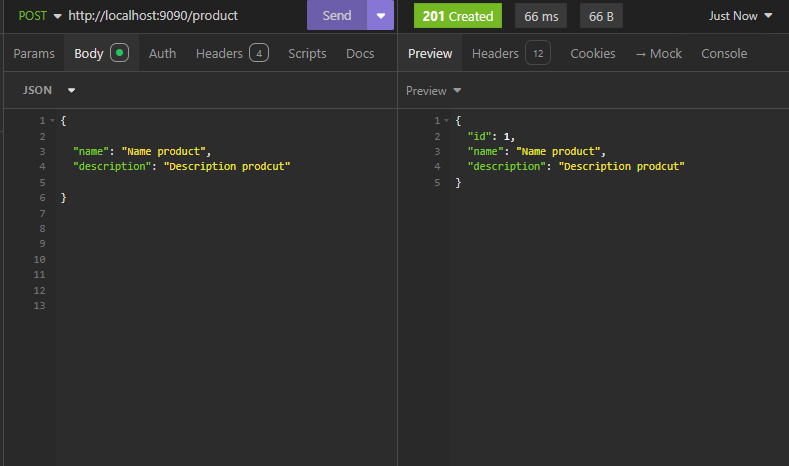 POST http://localhost:9090/product Send
201 Created 66 ms 66 B Just Now
Params Body Auth Headers 4 Scripts Docs
Preview Headers 12 Cookies → Mock Console
JSON
Preview
1 {
2
3 "name": "Name product",
4 "description": "Description prodcut"
5
6 }
7
8
9
10
11
12
13
1 {
2 "id": 1,
3 "name": "Name product",
4 "description": "Description prodcut"
5 }